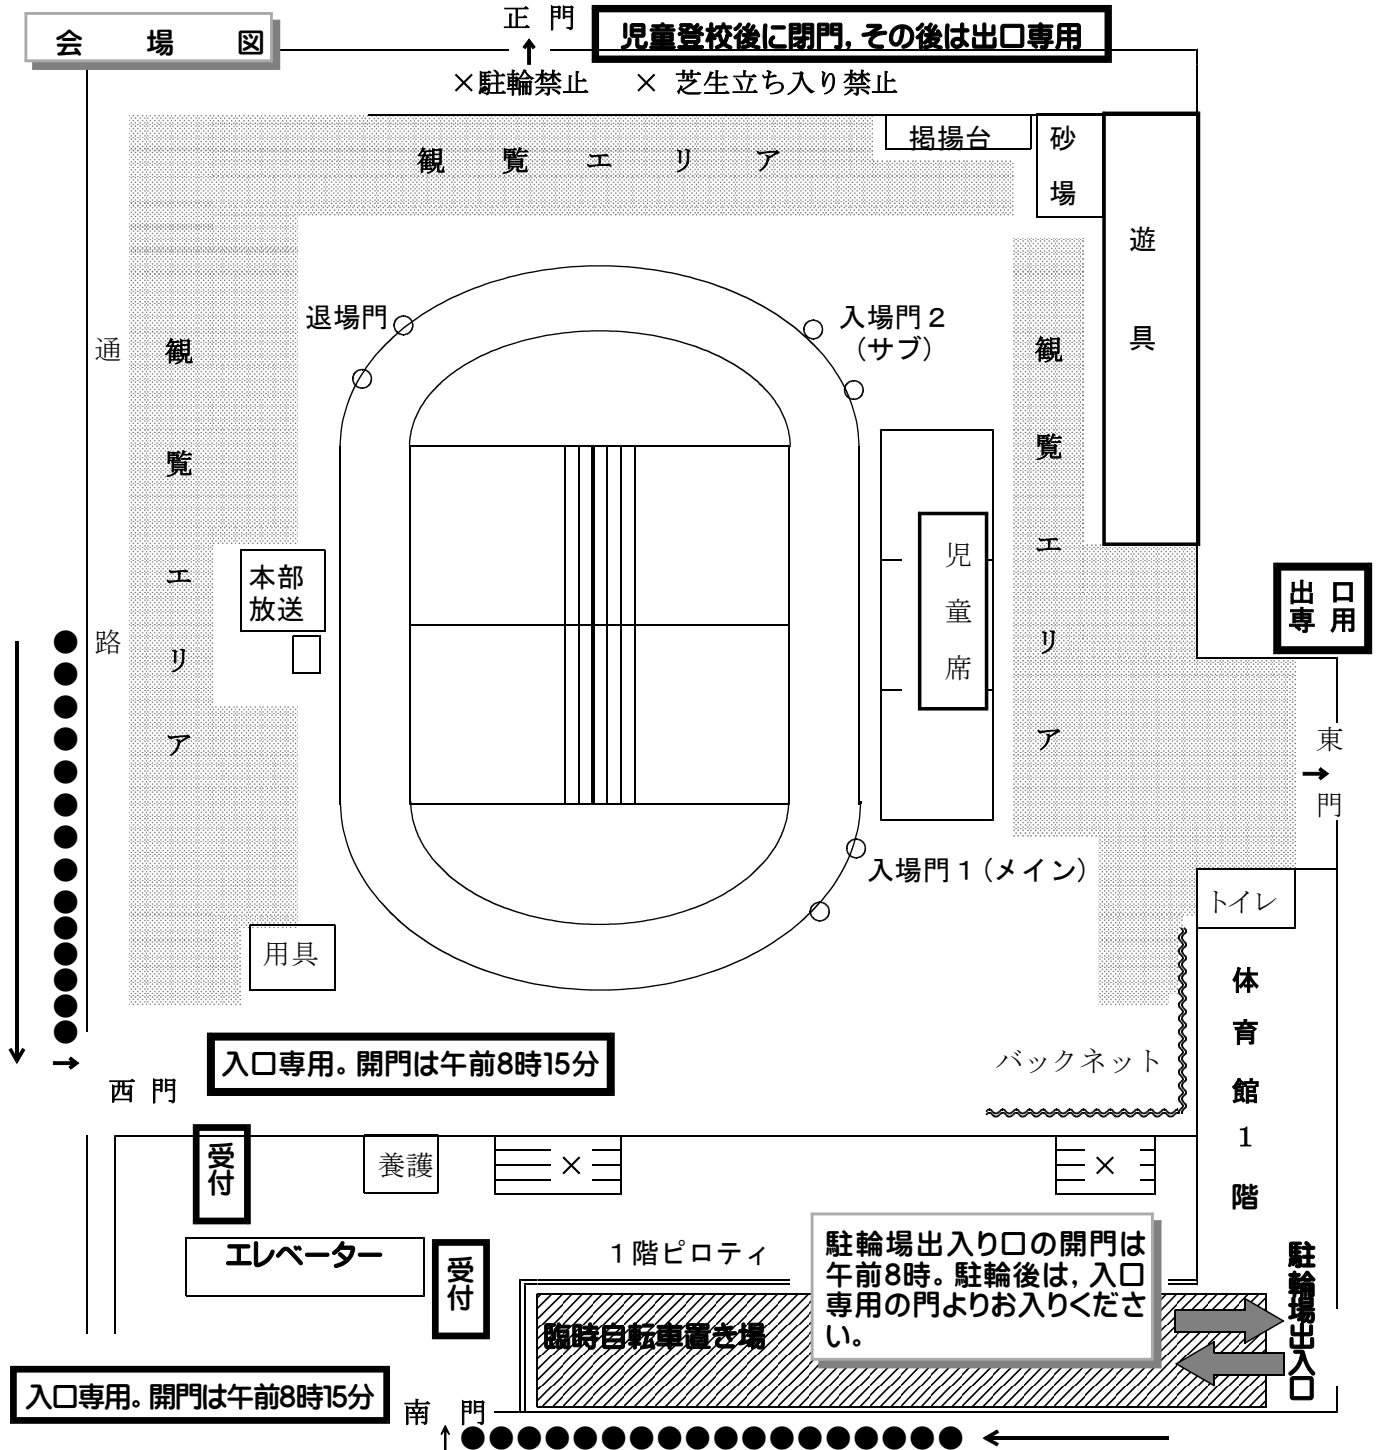 会場図
正門
児童登校後に閉門，その後は出口専用
×駐輪禁止　× 芝生立ち入り禁止
観覧エリア
掲揚台
砂場
遊具
退場門
入場門２
（サブ）
通路
観覧エリア
観覧エリア
本部
放送
児童席
出口
専用
東門
入場門１（メイン）
トイレ
用具
体育館１階
入口専用。開門は午前8時15分
バックネット
西門
受付
養護
×
×
エレベーター
受付
１階ピロティ
駐輪場出入り口の開門は
午前8時。駐輪後は，入口
専用の門よりお入りくださ
い。
駐輪場出入口
臨時自転車置き場
入口専用。開門は午前8時15分
南門